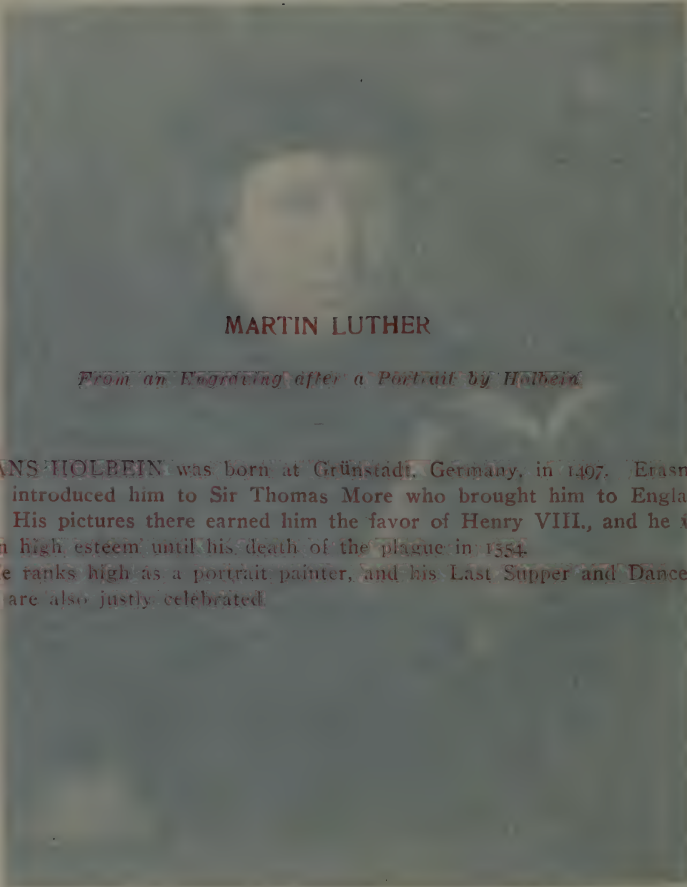 MARTIN LUTHER
From an Engraving after a Portrait by Holbein
ANS HOLBEIN was born at Grünstadt, Germany, in 1497. Erasm
introduced him to Sir Thomas More who brought him to Engla
His pictures there earned him the favor of Henry VIII., and he
n high esteem until his death of the plague in 1554.
e ranks high as a portrait painter, and his Last Supper and Dance
are also justly celebrated.